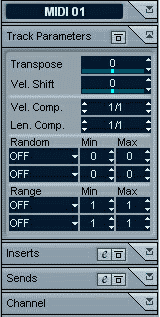 MIDI 01
Track Parameters
Transpose 0
Vel. Shift 0
Vel. Comp. 1/1
Len. Comp. 1/1
Random Min Max
OFF 0 0
OFF 0 0
Range Min Max
OFF 1 1
OFF 1 1
Inserts e
Sends e
Channel